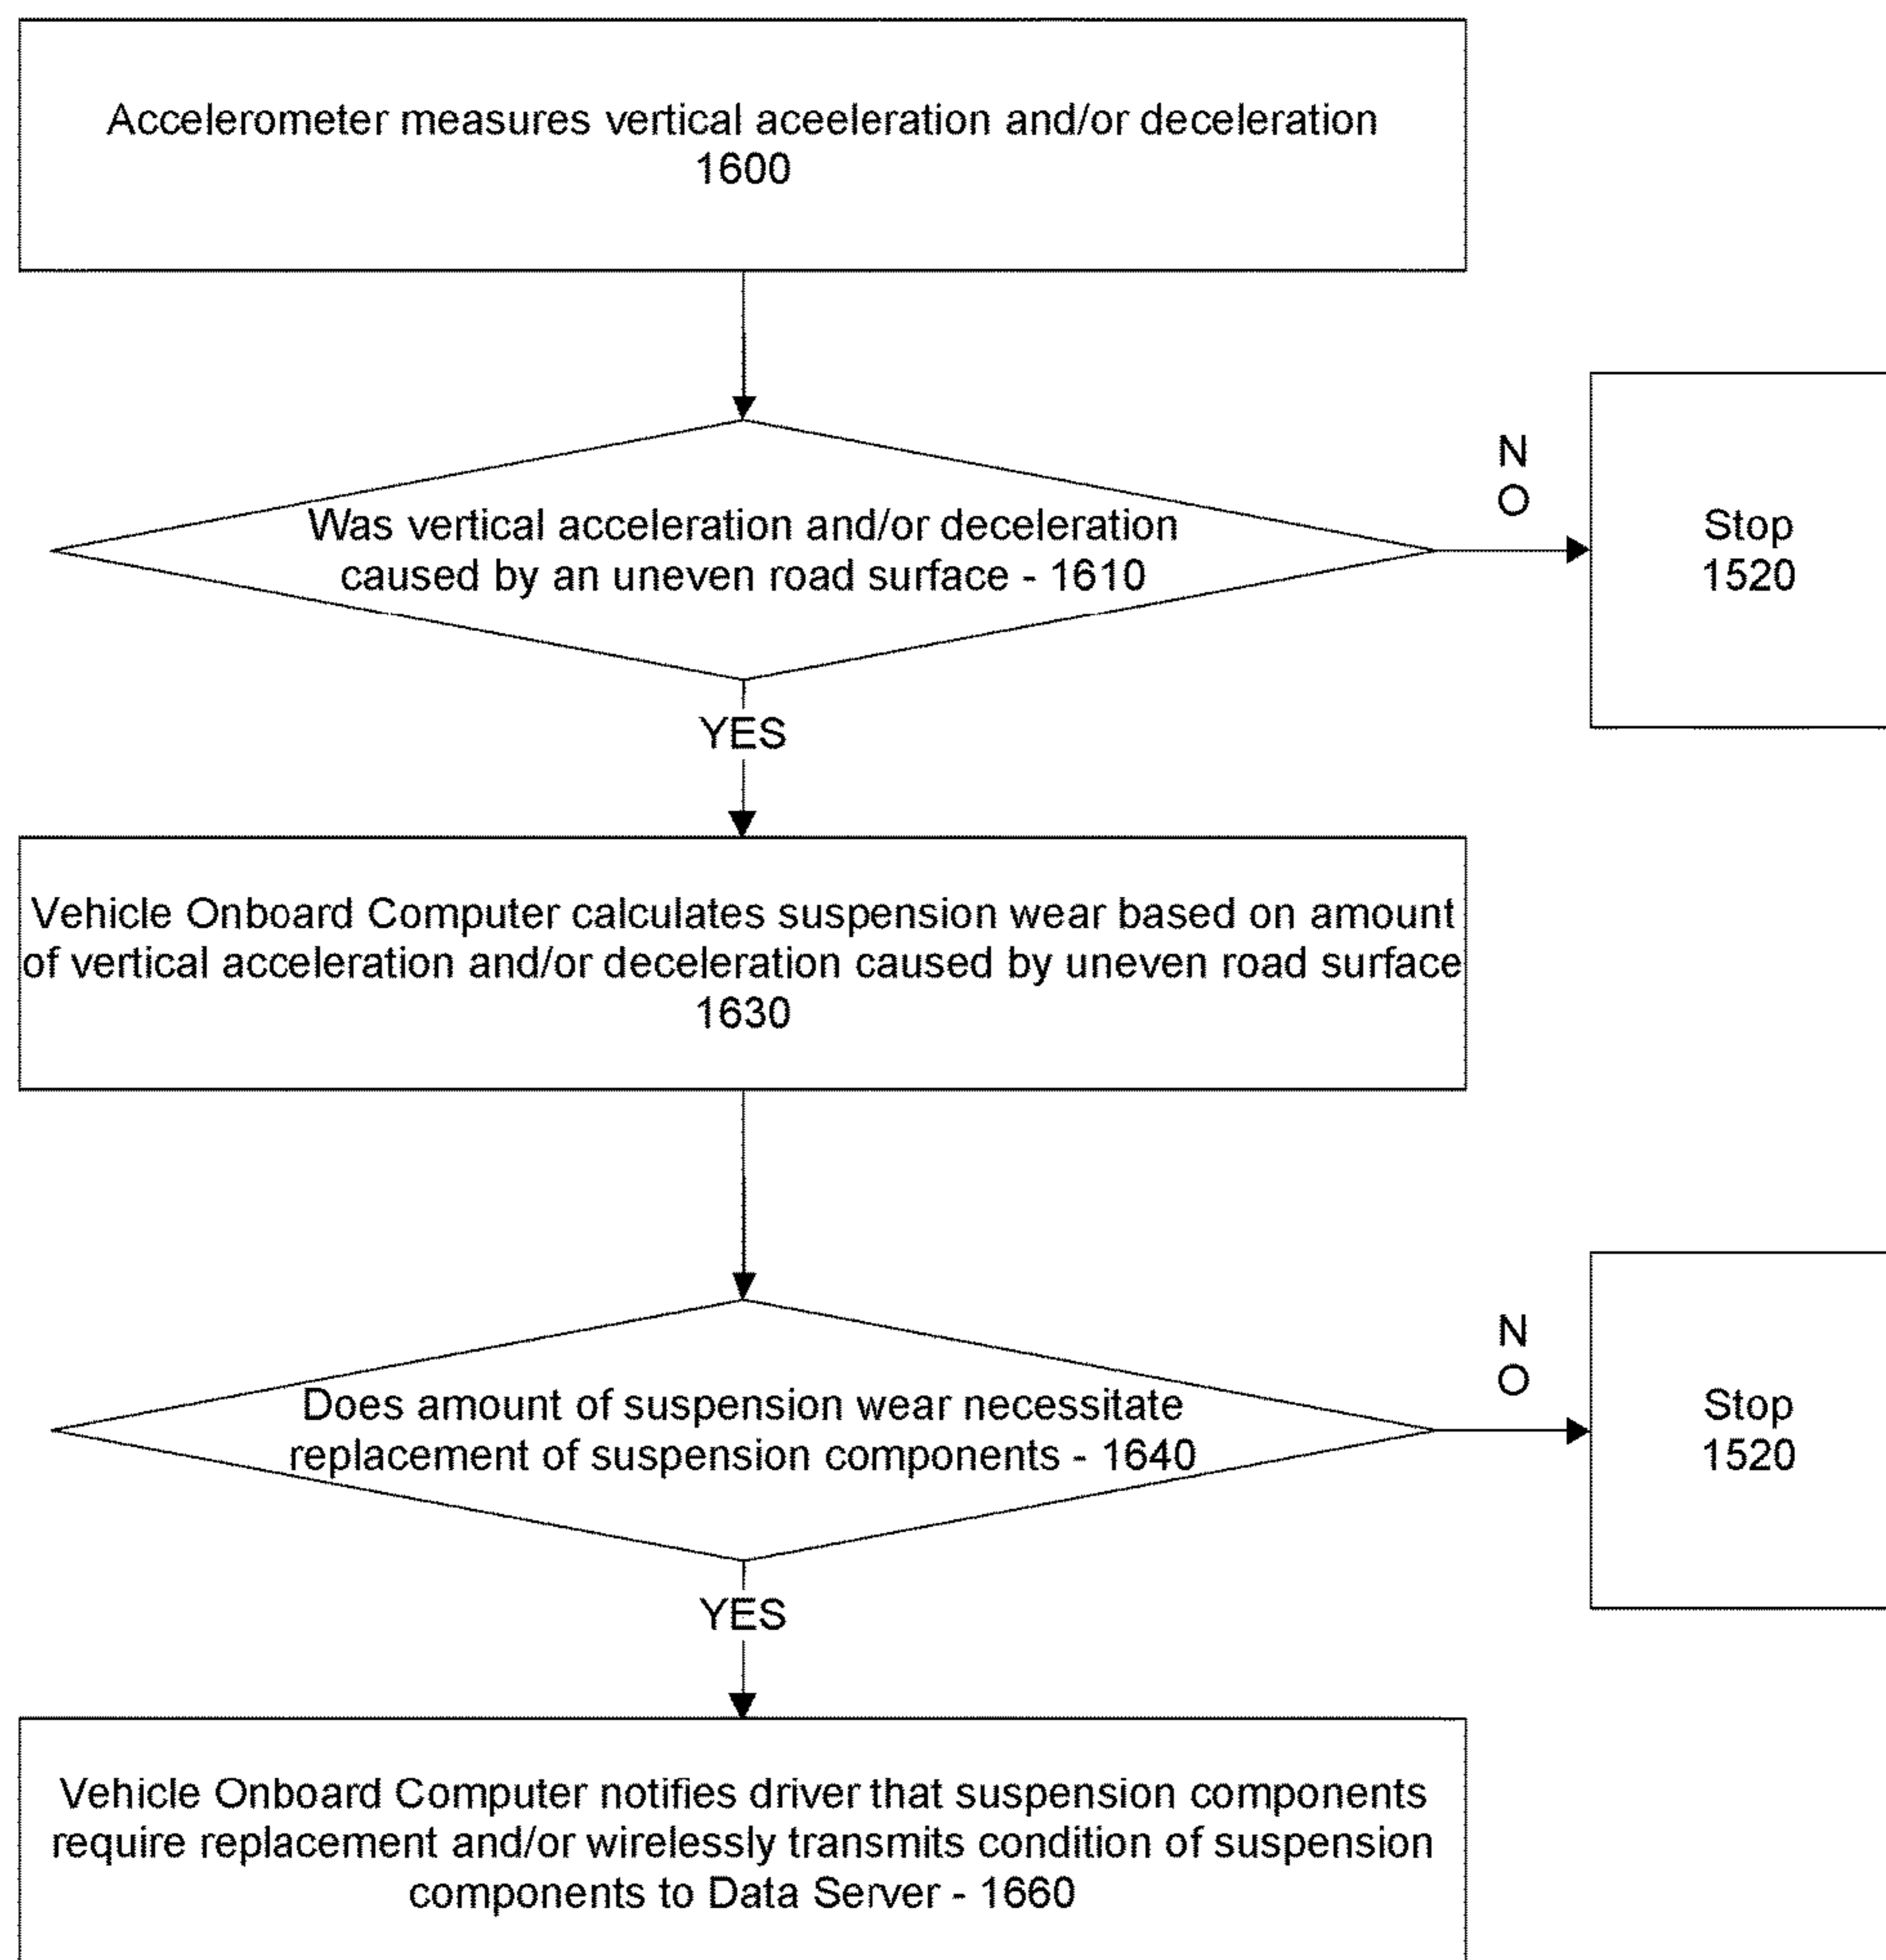 Accelerometer measures vertical aceeleration and/or deceleration
1600
Was vertical acceleration and/or deceleration
caused by an uneven road surface - 1610
N
O
Stop
1520
YES
Vehicle Onboard Computer calculates suspension wear based on amount
of vertical acceleration and/or deceleration caused by uneven road surface
1630
Does amount of suspension wear necessitate
replacement of suspension components - 1640
N
O
Stop
1520
YES
Vehicle Onboard Computer notifies driver that suspension components
require replacement and/or wirelessly transmits condition of suspension
components to Data Server - 1660